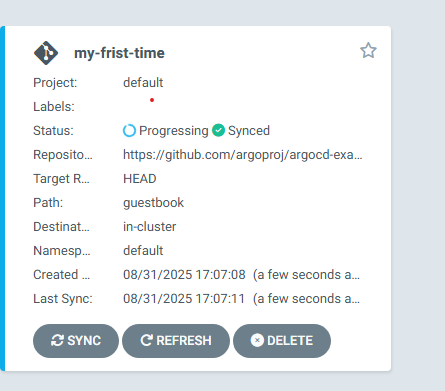 my-frist-time
Project: default
Labels:
Status: Progressing Synced
Reposito... https://github.com/argoproj/argocd-exa...
Target R... HEAD
Path: guestbook
Destinat... in-cluster
Namesp... default
Created ... 08/31/2025 17:07:08 (a few seconds a...
Last Sync: 08/31/2025 17:07:11 (a few seconds a...
SYNC REFRESH DELETE